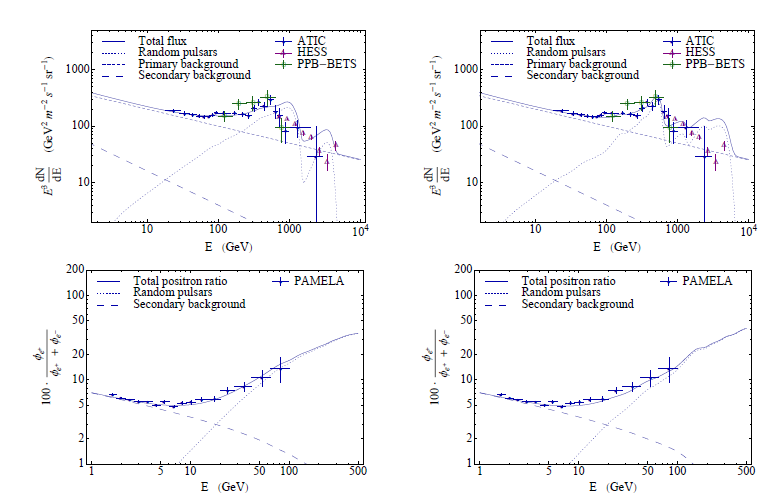 Total flux ATIC
Random pulsars HESS
Primary background PPB−BETS
Secondary background
1000
100
10
E³ dN/dE (GeV² m⁻² s⁻¹ sr⁻¹)
10 100 1000 10⁴
E (GeV)
Total flux ATIC
Random pulsars HESS
Primary background PPB−BETS
Secondary background
1000
100
10
E³ dN/dE (GeV² m⁻² s⁻¹ sr⁻¹)
10 100 1000 10⁴
E (GeV)
Total positron ratio PAMELA
Random pulsars
Secondary background
200
100
50
20
10
5
2
1
100 · ϕe⁺ / ϕe⁺ + ϕe⁻
1 5 10 50 100 500
E (GeV)
Total positron ratio PAMELA
Random pulsars
Secondary background
200
100
50
20
10
5
2
1
100 · ϕe⁺ / ϕe⁺ + ϕe⁻
1 5 10 50 100 500
E (GeV)